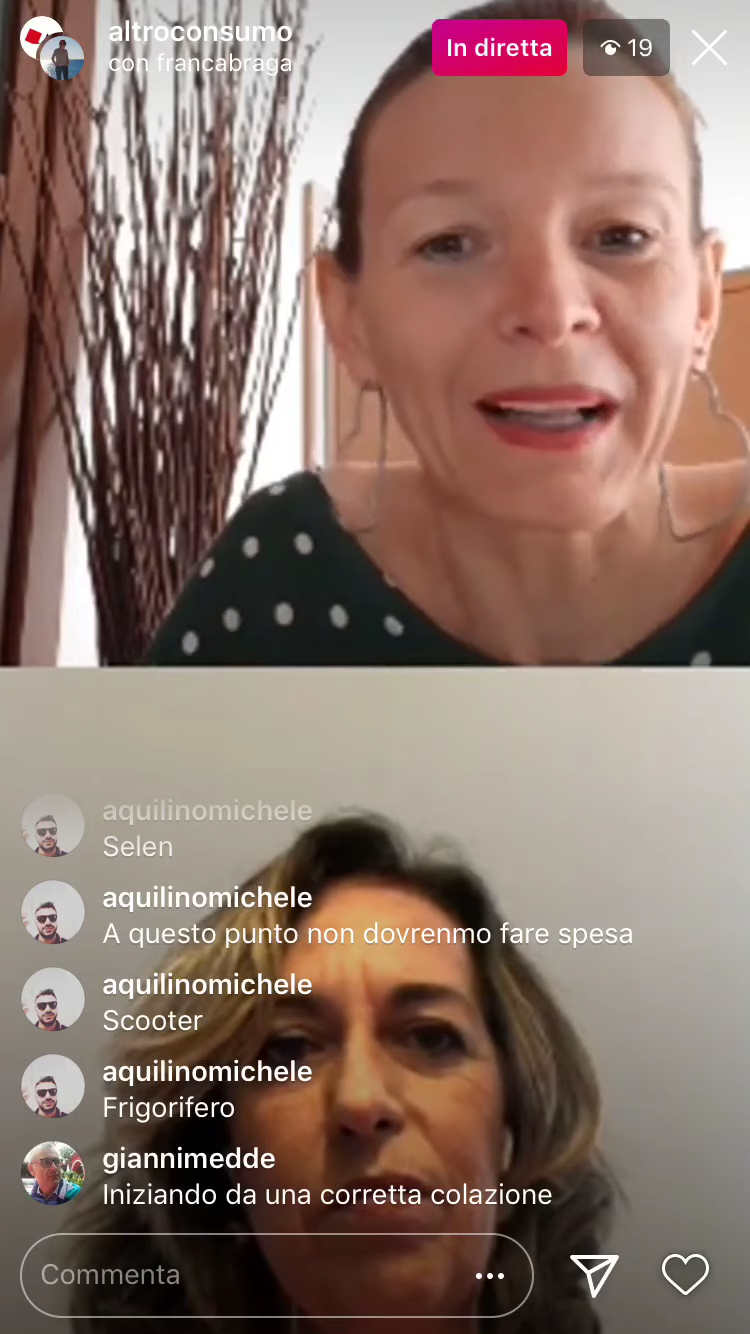 altroconsumo
con francabraga
In diretta
19
aquilinomichele
Selen
aquilinomichele
A questo punto non dovrenmo fare spesa
aquilinomichele
Scooter
aquilinomichele
Frigorifero
giannimedde
Iniziando da una corretta colazione
Commenta